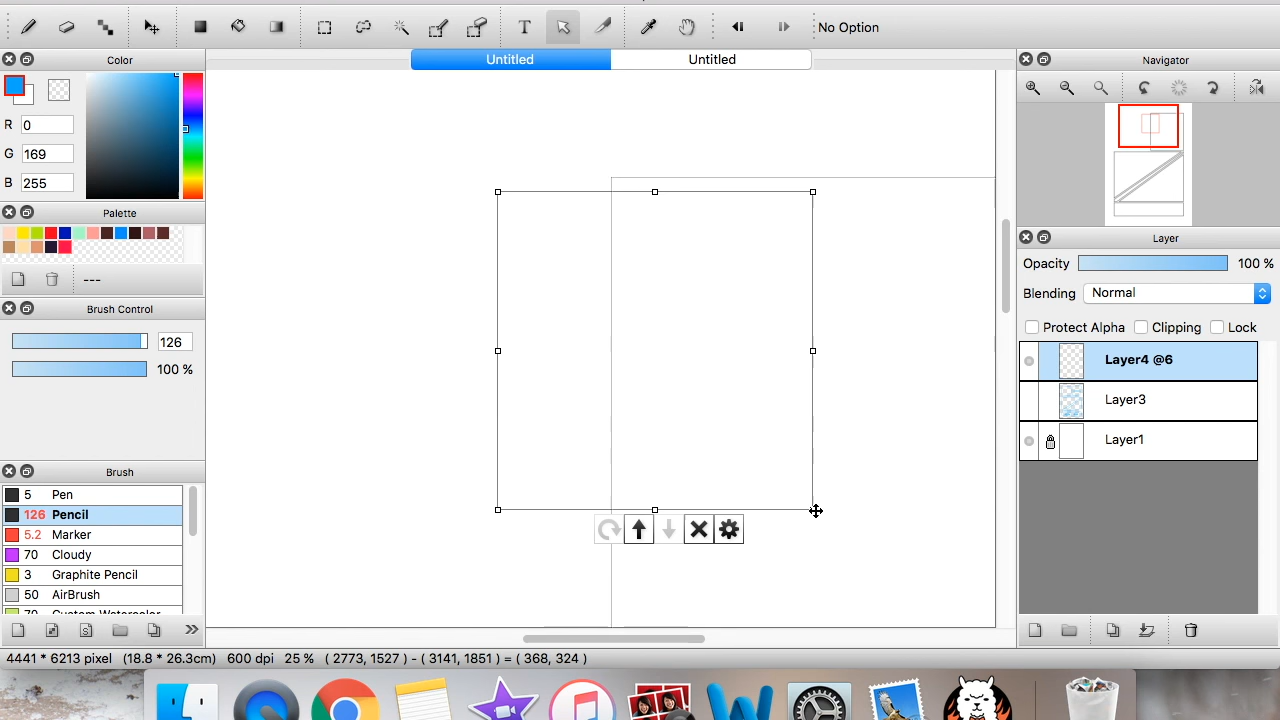 T
No Option
Untitled
Untitled
Color
R 0
G 169
B 255
Palette
---
Brush Control
126
100 %
Brush
5 Pen
126 Pencil
5.2 Marker
70 Cloudy
3 Graphite Pencil
50 AirBrush
70 Custom Watercolor
Navigator
Layer
Opacity 100 %
Blending Normal
Protect Alpha Clipping Lock
Layer4 @6
Layer3
Layer1
4441 * 6213 pixel (18.8 * 26.3cm) 600 dpi 25 % ( 2773, 1527 ) - ( 3141, 1851 ) = ( 368, 324 )